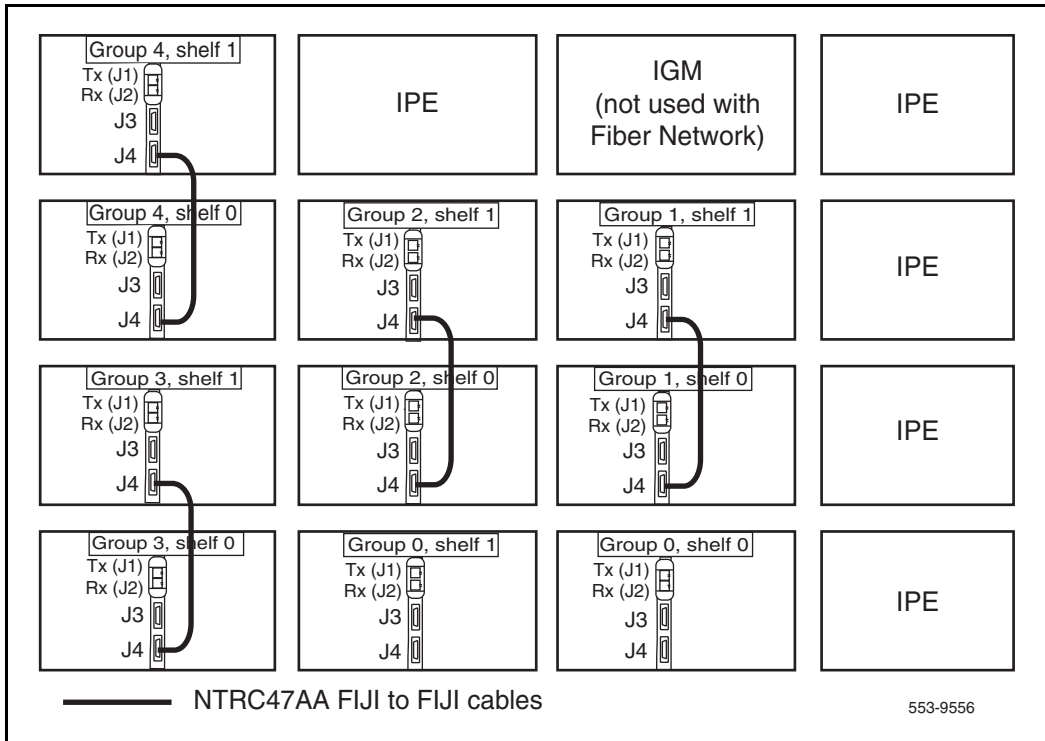 Group 4, shelf 1
Tx (J1)
Rx (J2)
J3
J4
IPE
IGM
(not used with
Fiber Network)
IPE
Group 4, shelf 0
Tx (J1)
Rx (J2)
J3
J4
Group 2, shelf 1
Tx (J1)
Rx (J2)
J3
J4
Group 1, shelf 1
Tx (J1)
Rx (J2)
J3
J4
IPE
Group 3, shelf 1
Tx (J1)
Rx (J2)
J3
J4
Group 2, shelf 0
Tx (J1)
Rx (J2)
J3
J4
Group 1, shelf 0
Tx (J1)
Rx (J2)
J3
J4
IPE
Group 3, shelf 0
Tx (J1)
Rx (J2)
J3
J4
Group 0, shelf 1
Tx (J1)
Rx (J2)
J3
J4
Group 0, shelf 0
Tx (J1)
Rx (J2)
J3
J4
IPE
NTRC47AA FIJI to FIJI cables
553-9556